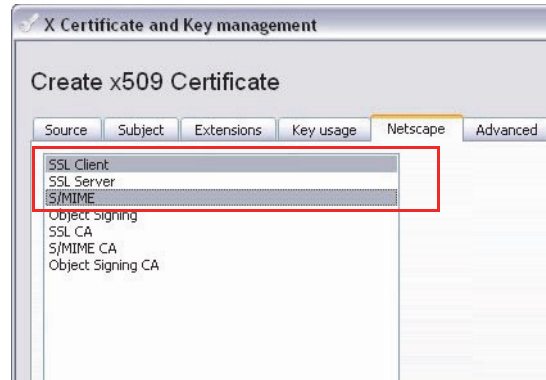 X Certificate and Key management
Create x509 Certificate
Source Subject Extensions Key usage Netscape Advanced
SSL Client
SSL Server
S/MIME
Object Signing
SSL CA
S/MIME CA
Object Signing CA